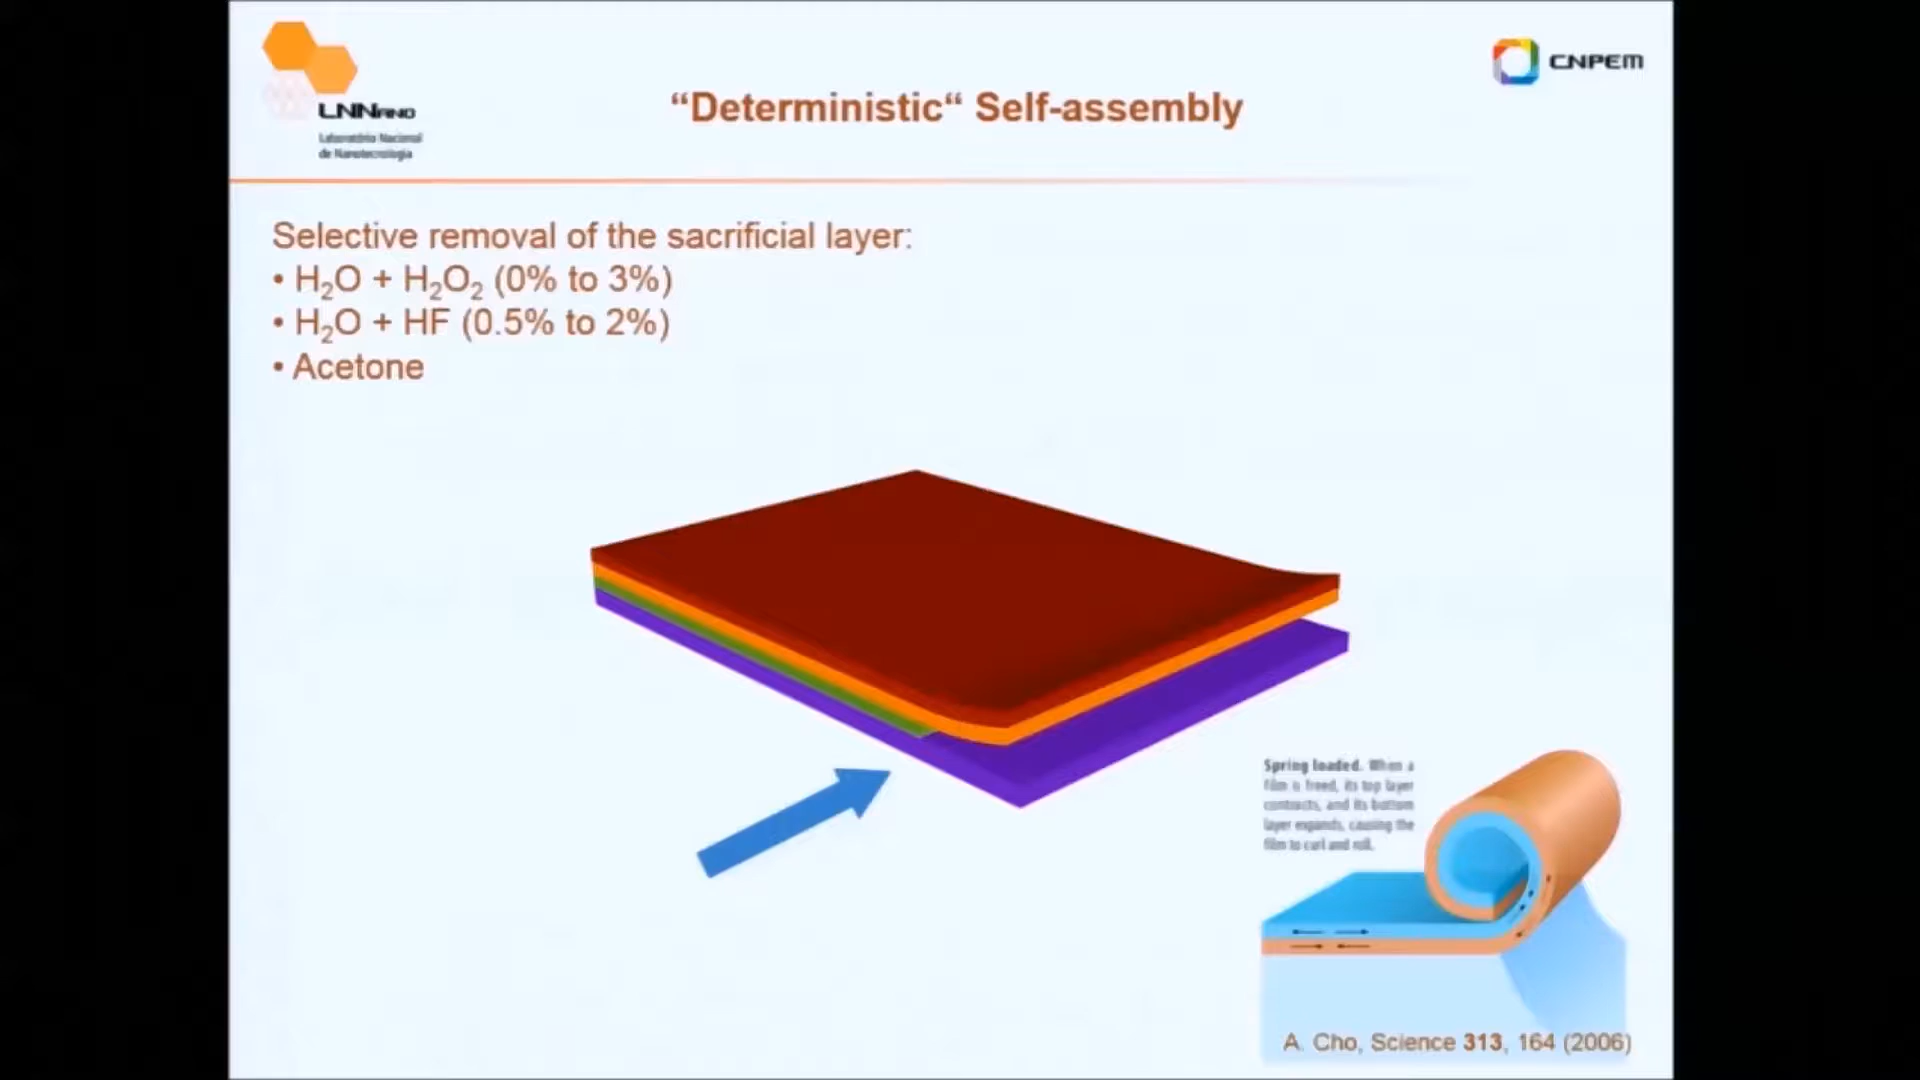 LNNANO
Laboratório Nacional
de Nanotecnologia
CNPEM
“Deterministic“ Self-assembly
Selective removal of the sacrificial layer:
• H₂O + H₂O₂ (0% to 3%)
• H₂O + HF (0.5% to 2%)
• Acetone
Spring loaded. When a
film is freed, its top layer
contracts, and its bottom
layer expands, causing the
film to curl and roll.
A. Cho, Science 313, 164 (2006)